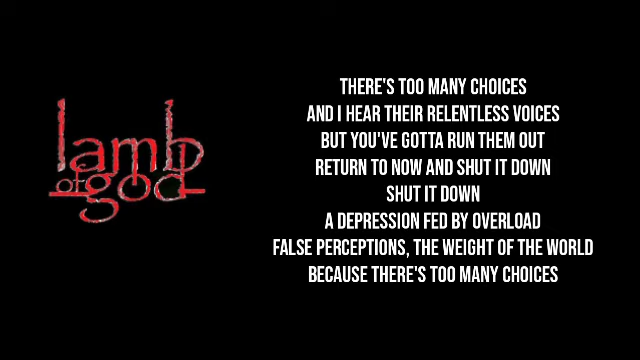 lamb
of god
THERE'S TOO MANY CHOICES
AND I HEAR THEIR RELENTLESS VOICES
BUT YOU'VE GOTTA RUN THEM OUT
RETURN TO NOW AND SHUT IT DOWN
SHUT IT DOWN
A DEPRESSION FED BY OVERLOAD
FALSE PERCEPTIONS, THE WEIGHT OF THE WORLD
BECAUSE THERE'S TOO MANY CHOICES